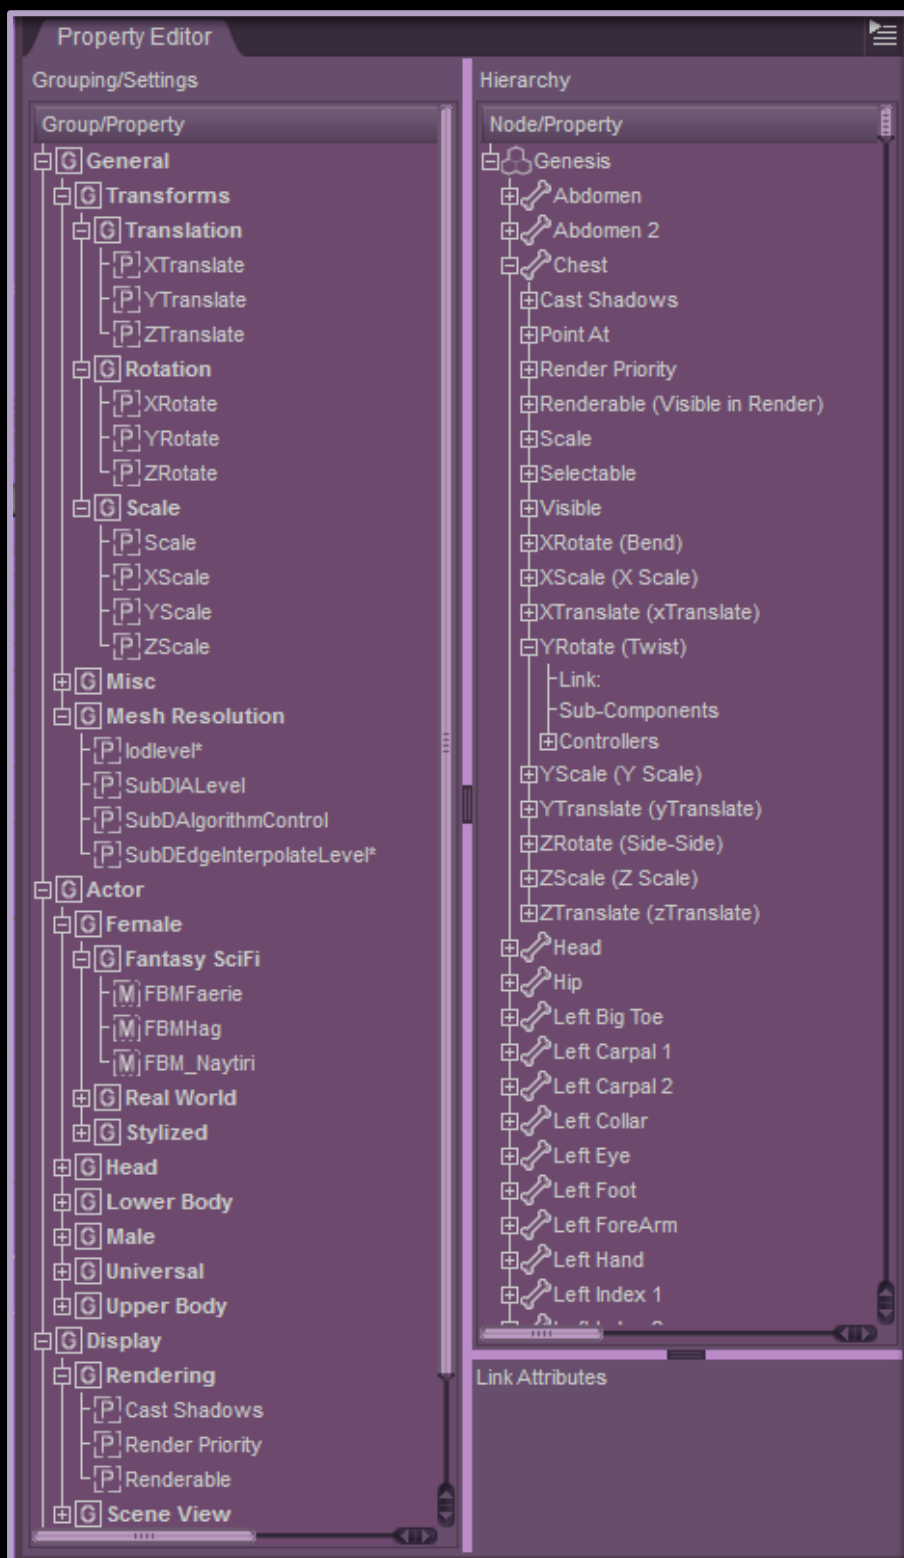 Property Editor
Grouping/Settings
Group/Property
G General
G Transforms
G Translation
P XTranslate
P YTranslate
P ZTranslate
G Rotation
P XRotate
P YRotate
P ZRotate
G Scale
P Scale
P XScale
P YScale
P ZScale
G Misc
G Mesh Resolution
P lodlevel*
P SubDIALevel
P SubDAlgorithmControl
P SubDEdgeInterpolateLevel*
G Actor
G Female
G Fantasy SciFi
M FBMFaerie
M FBMHag
M FBM_Naytiri
G Real World
G Stylized
G Head
G Lower Body
G Male
G Universal
G Upper Body
G Display
G Rendering
P Cast Shadows
P Render Priority
P Renderable
G Scene View
Hierarchy
Node/Property
Genesis
Abdomen
Abdomen 2
Chest
Cast Shadows
Point At
Render Priority
Renderable (Visible in Render)
Scale
Selectable
Visible
XRotate (Bend)
XScale (X Scale)
XTranslate (xTranslate)
YRotate (Twist)
Link:
Sub-Components
Controllers
YScale (Y Scale)
YTranslate (yTranslate)
ZRotate (Side-Side)
ZScale (Z Scale)
ZTranslate (zTranslate)
Head
Hip
Left Big Toe
Left Carpal 1
Left Carpal 2
Left Collar
Left Eye
Left Foot
Left ForeArm
Left Hand
Left Index 1
Link Attributes